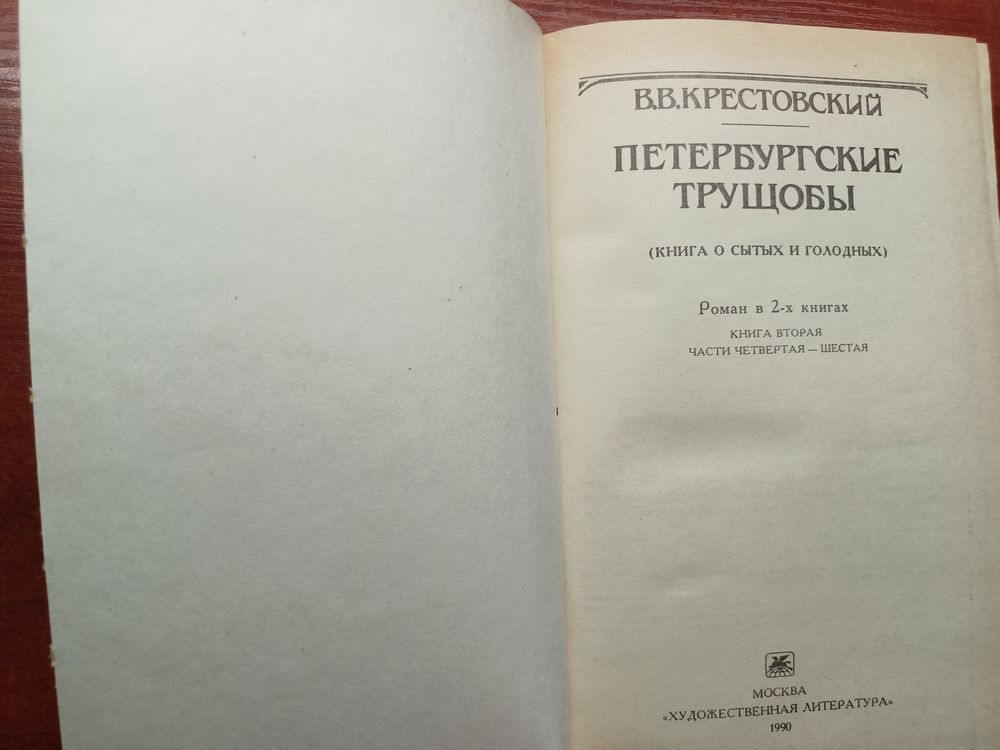 В.В.КРЕСТОВСКИЙ
ПЕТЕРБУРГСКИЕ
ТРУЩОБЫ
(КНИГА О СЫТЫХ И ГОЛОДНЫХ)
Роман в 2-х книгах
КНИГА ВТОРАЯ
ЧАСТИ ЧЕТВЕРТАЯ — ШЕСТАЯ
МОСКВА
«ХУДОЖЕСТВЕННАЯ ЛИТЕРАТУРА»
1990